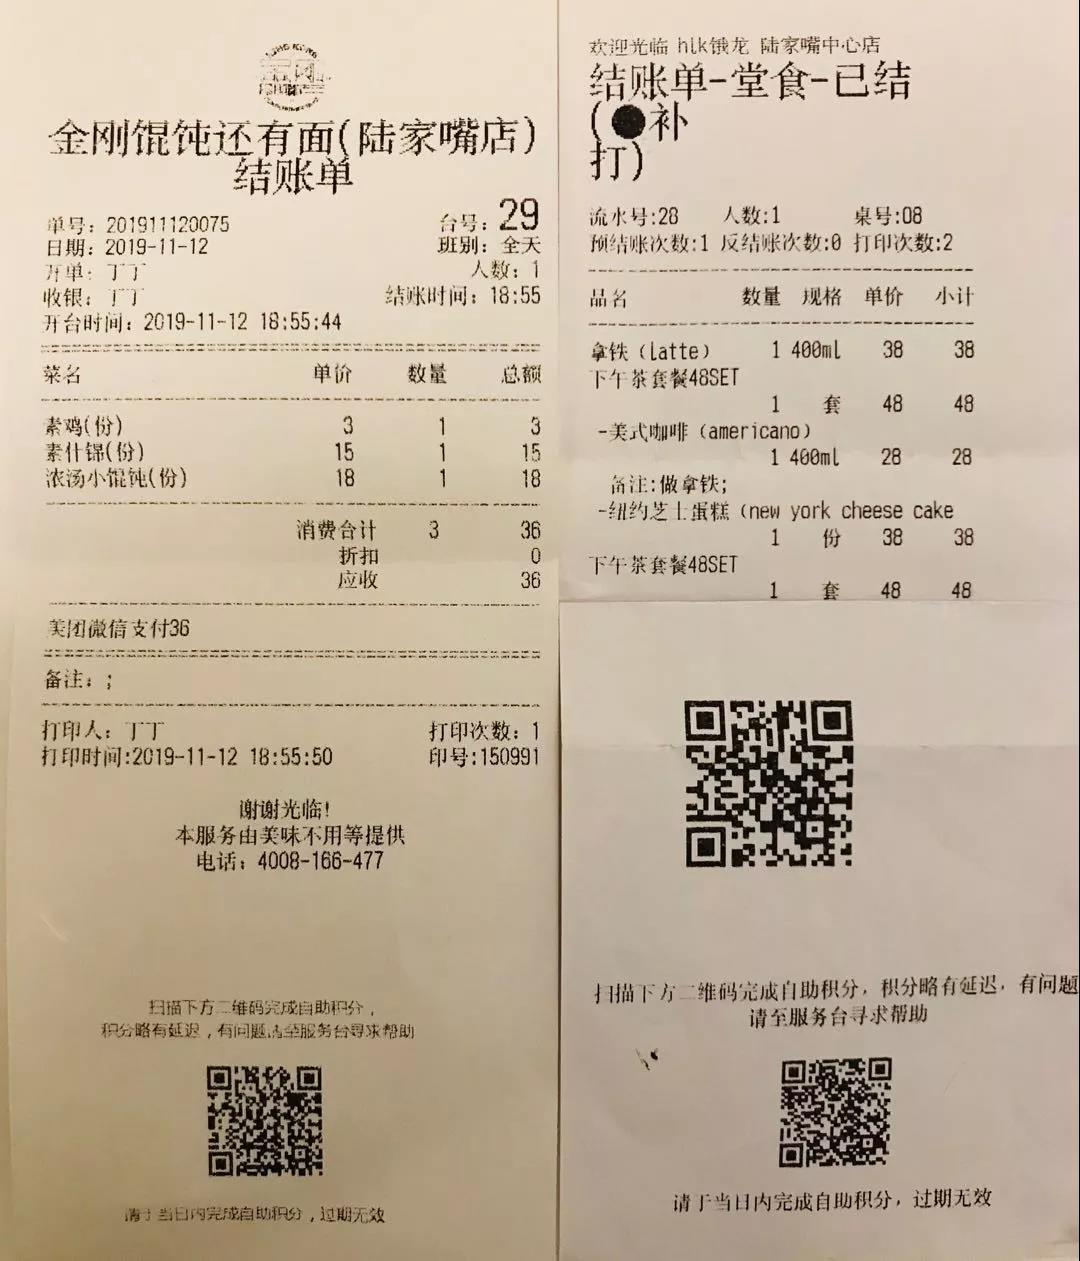 金刚馄饨还有面(陆家嘴店)
结账单
单号: 201911120075 台号: 29
日期: 2019-11-12 班别: 全天
开单: 丁丁 人数: 1
收银: 丁丁 结账时间: 18:55
开台时间: 2019-11-12 18:55:44
菜名 单价 数量 总额
素鸡(份) 3 1 3
素什锦(份) 15 1 15
浓汤小馄饨(份) 18 1 18
消费合计 3 36
折扣 0
应收 36
美团微信支付36
备注: ;
打印人: 丁丁 打印次数: 1
打印时间:2019-11-12 18:55:50 印号:150991
谢谢光临!
本服务由美味不用等提供
电话: 4008-166-477
扫描下方二维码完成自助积分,
积分略有延迟,有问题请至服务台寻求帮助
请于当日内完成自助积分,过期无效
欢迎光临 hlk饿龙 陆家嘴中心店
结账单-堂食-已结
(●补
打)
流水号:28 人数:1 桌号:08
预结账次数:1 反结账次数:0 打印次数:2
品名 数量 规格 单价 小计
拿铁（Latte） 1 400ml 38 38
下午茶套餐48SET
1 套 48 48
-美式咖啡（americano）
1 400ml 28 28
备注:做拿铁;
-纽约芝士蛋糕（new york cheese cake
1 份 38 38
下午茶套餐48SET
1 套 48 48
扫描下方二维码完成自助积分，积分略有延迟，有问题
请至服务台寻求帮助
请于当日内完成自助积分，过期无效